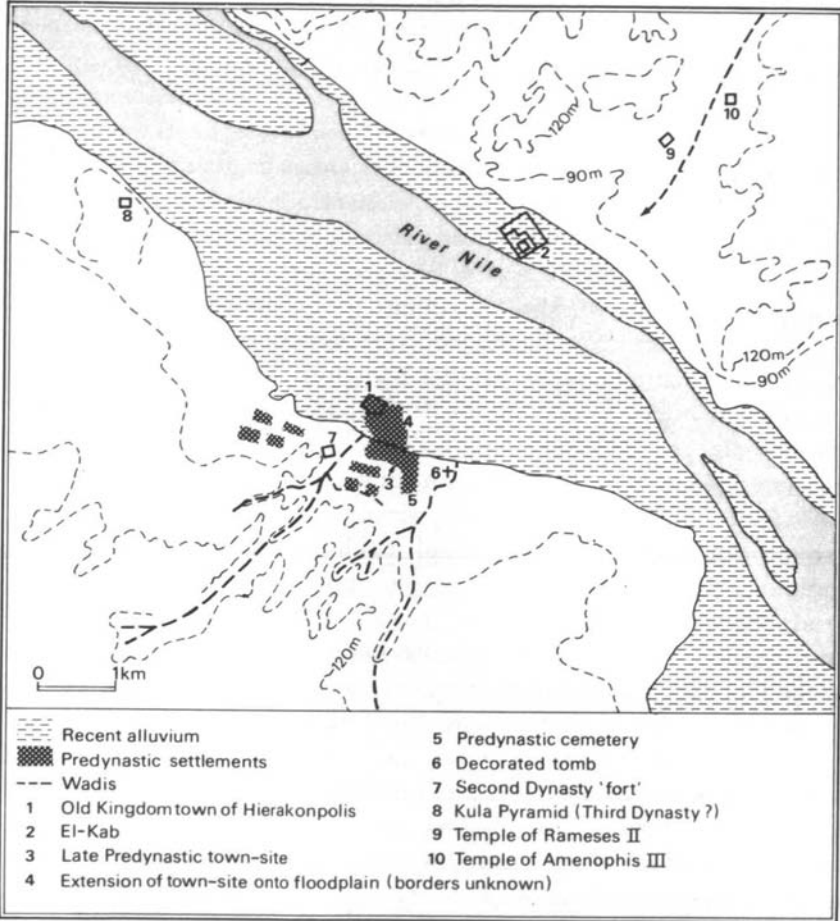 120m
10
9
90m
8
River Nile
2
120m
90m
1
4
7
6
3
5
120m
0 1km
Recent alluvium
Predynastic settlements
Wadis
1 Old Kingdom town of Hierakonpolis
2 El-Kab
3 Late Predynastic town-site
4 Extension of town-site onto floodplain (borders unknown)
5 Predynastic cemetery
6 Decorated tomb
7 Second Dynasty 'fort'
8 Kula Pyramid (Third Dynasty ?)
9 Temple of Rameses II
10 Temple of Amenophis III